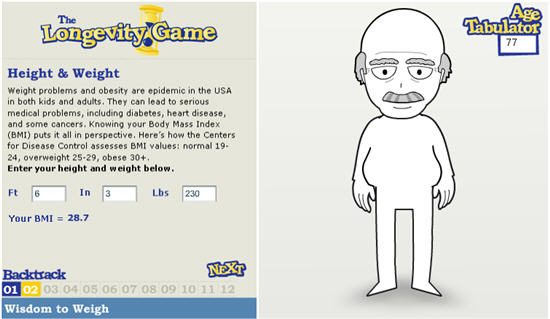 The
Longevity Game
Height & Weight
Weight problems and obesity are epidemic in the USA
in both kids and adults. They can lead to serious
medical problems, including diabetes, heart disease,
and some cancers. Knowing your Body Mass Index
(BMI) puts it all in perspective. Here's how the Centers
for Disease Control assesses BMI values: normal 19-
24, overweight 25-29, obese 30+.
Enter your height and weight below.
Ft 6 In 3 Lbs 230
Your BMI = 28.7
Backtrack NEXT
01 02 03 04 05 06 07 08 09 10 11 12
Wisdom to Weigh
Age
Tabulator
77